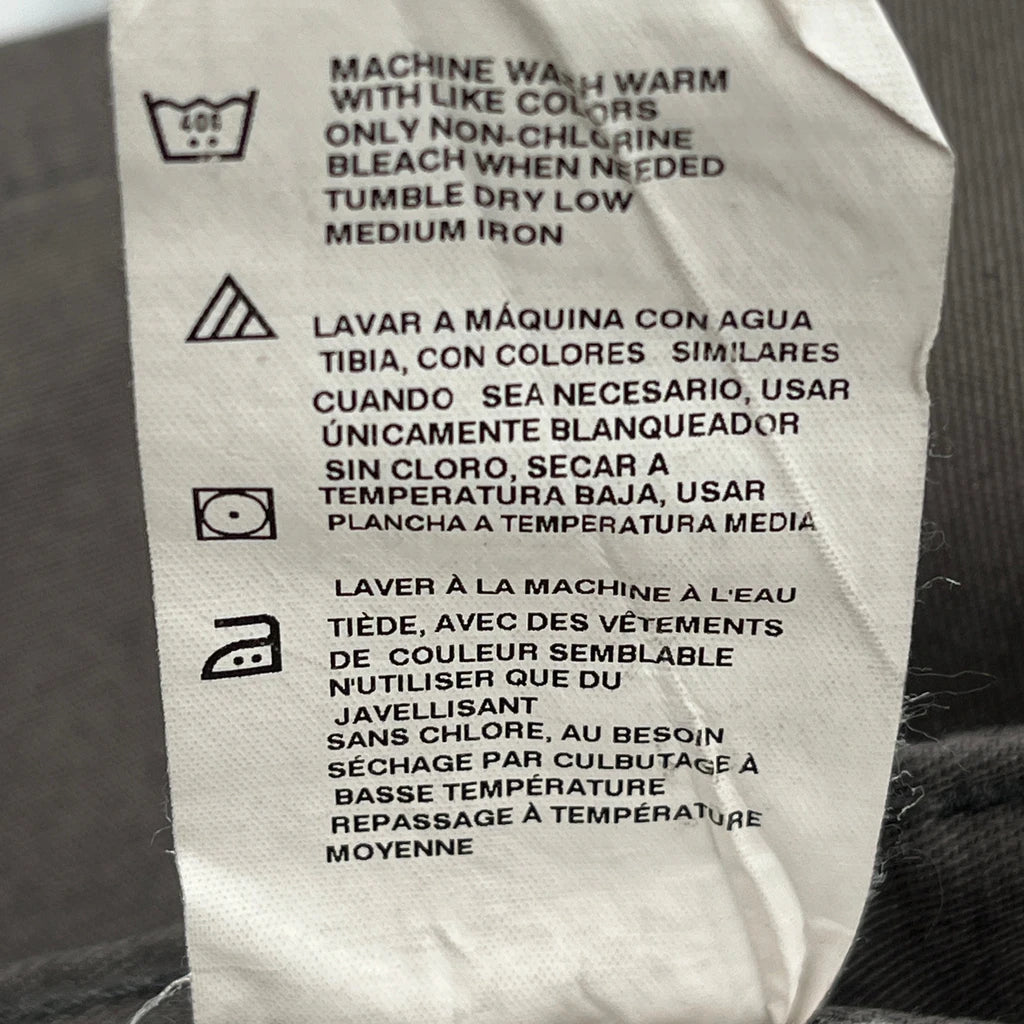 MACHINE WASH WARM
WITH LIKE COLORS
ONLY NON-CHLORINE
BLEACH WHEN NEEDED
TUMBLE DRY LOW
MEDIUM IRON
LAVAR A MÁQUINA CON AGUA
TIBIA, CON COLORES SIMILARES
CUANDO SEA NECESARIO, USAR
ÚNICAMENTE BLANQUEADOR
SIN CLORO, SECAR A
TEMPERATURA BAJA, USAR
PLANCHA A TEMPERATURA MEDIA
LAVER À LA MACHINE À L'EAU
TIÈDE, AVEC DES VÊTEMENTS
DE COULEUR SEMBLABLE
N'UTILISER QUE DU
JAVELLISANT
SANS CHLORE, AU BESOIN
SÉCHAGE PAR CULBUTAGE À
BASSE TEMPÉRATURE
REPASSAGE À TEMPÉRATURE
MOYENNE